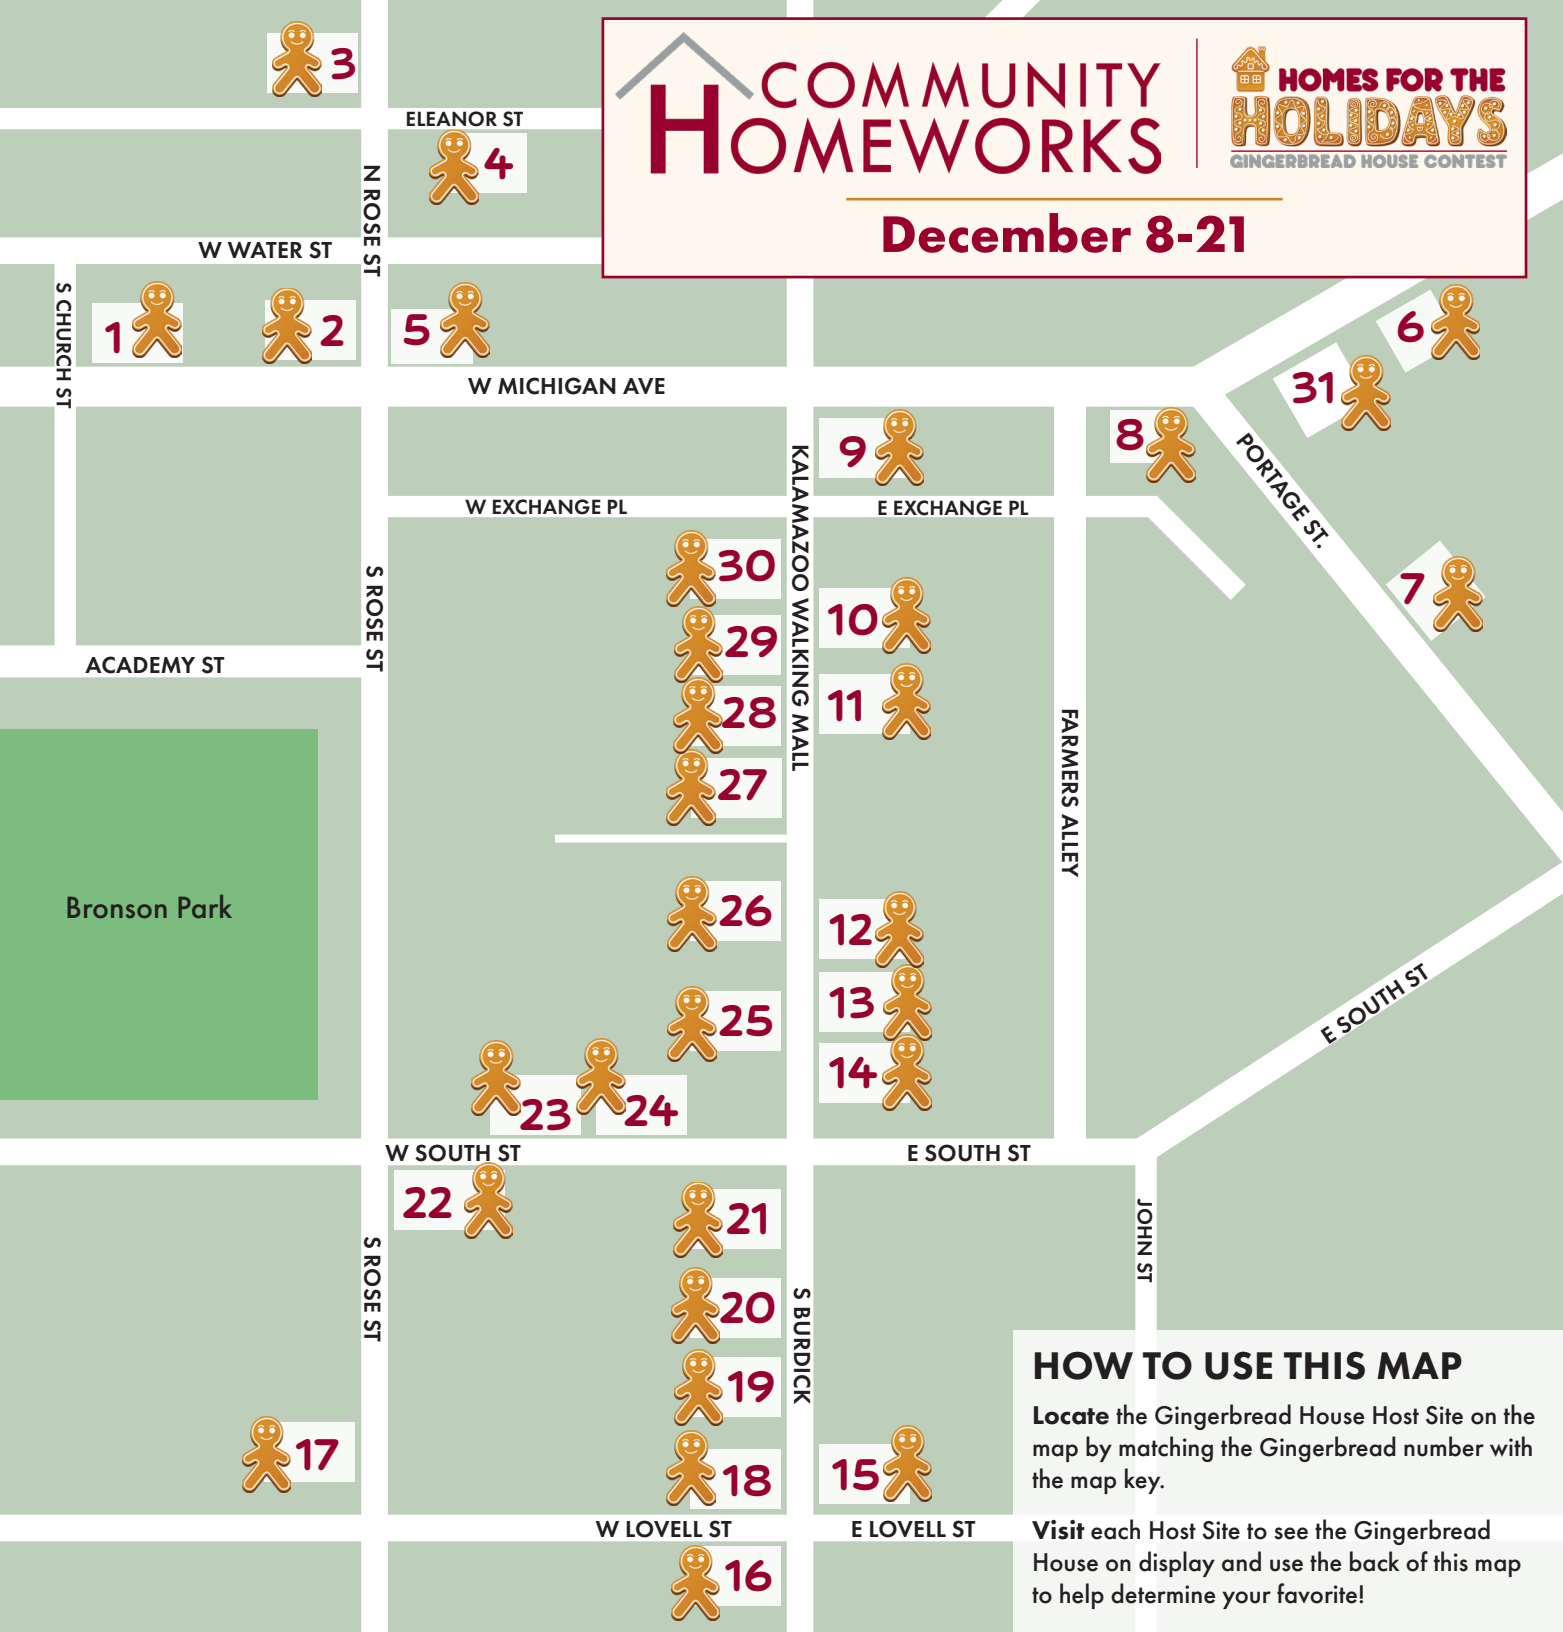 COMMUNITY
HOMEWORKS
HOMES FOR THE
HOLIDAYS
GINGERBREAD HOUSE CONTEST
December 8-21
3
ELEANOR ST
4
N ROSE ST
W WATER ST
S CHURCH ST
1
2
5
6
31
W MICHIGAN AVE
9
8
PORTAGE ST.
KALAMAZOO WALKING MALL
W EXCHANGE PL
E EXCHANGE PL
30
S ROSE ST
10
7
29
ACADEMY ST
28
11
FARMERS ALLEY
27
Bronson Park
26
12
13
25
E SOUTH ST
14
23
24
W SOUTH ST
E SOUTH ST
22
21
JOHN ST
S ROSE ST
20
S BURDICK
19
17
18
15
W LOVELL ST
E LOVELL ST
16
HOW TO USE THIS MAP
Locate the Gingerbread House Host Site on the
map by matching the Gingerbread number with
the map key.
Visit each Host Site to see the Gingerbread
House on display and use the back of this map
to help determine your favorite!